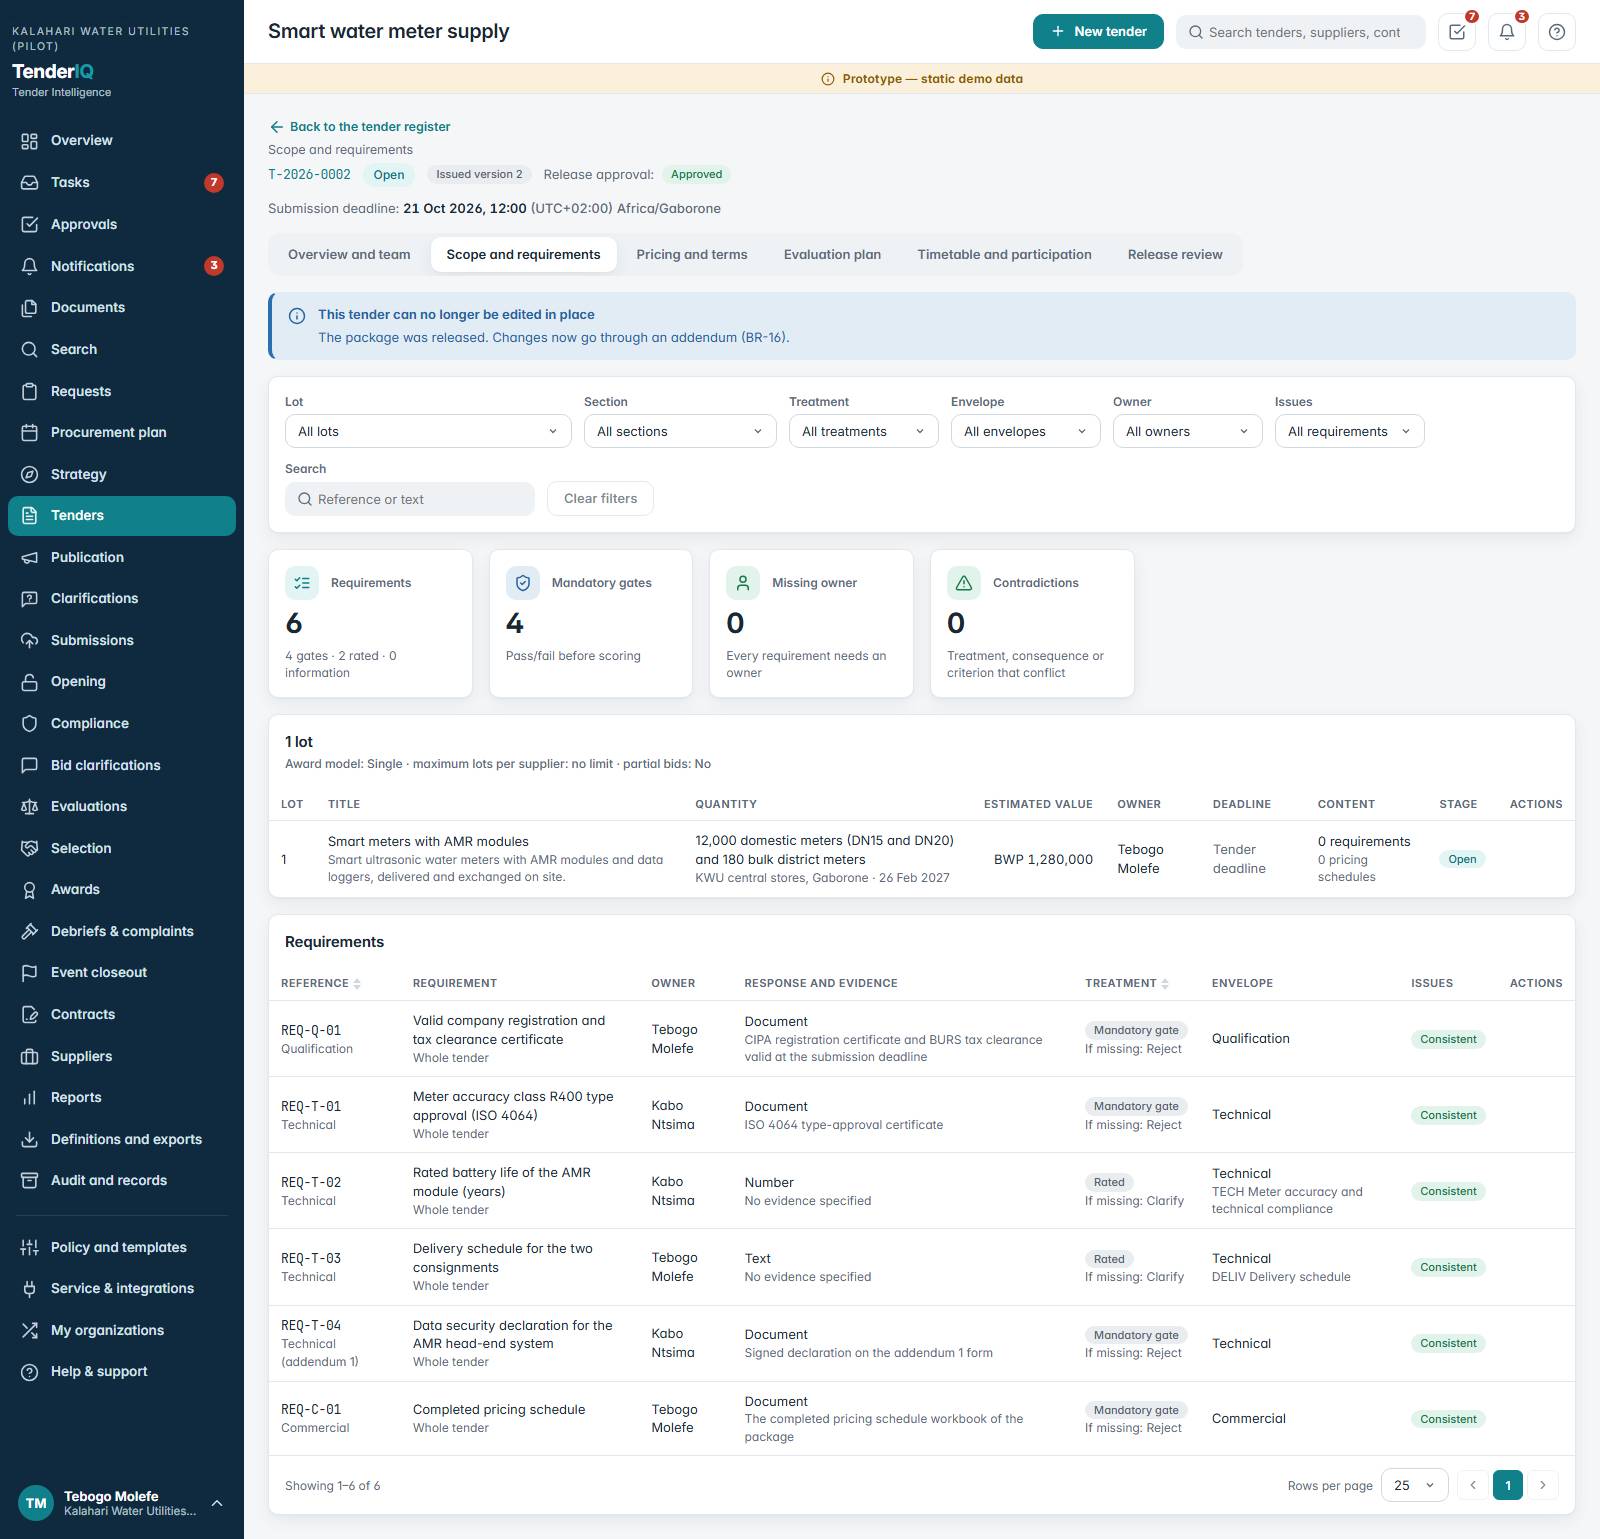 KALAHARI WATER UTILITIES
(PILOT)
TenderIQ
Tender Intelligence
Overview
Tasks 7
Approvals
Notifications 3
Documents
Search
Requests
Procurement plan
Strategy
Tenders
Publication
Clarifications
Submissions
Opening
Compliance
Bid clarifications
Evaluations
Selection
Awards
Debriefs & complaints
Event closeout
Contracts
Suppliers
Reports
Definitions and exports
Audit and records
Policy and templates
Service & integrations
My organizations
Help & support
TM
Tebogo Molefe
Kalahari Water Utilities...
Smart water meter supply
New tender
Search tenders, suppliers, cont
7
3
Prototype — static demo data
Back to the tender register
Scope and requirements
T-2026-0002 Open Issued version 2 Release approval: Approved
Submission deadline: 21 Oct 2026, 12:00 (UTC+02:00) Africa/Gaborone
Overview and team Scope and requirements Pricing and terms Evaluation plan Timetable and participation Release review
This tender can no longer be edited in place
The package was released. Changes now go through an addendum (BR-16).
Lot Section Treatment Envelope Owner Issues
All lots All sections All treatments All envelopes All owners All requirements
Search
Reference or text Clear filters
Requirements
6
4 gates · 2 rated · 0
information
Mandatory gates
4
Pass/fail before scoring
Missing owner
0
Every requirement needs an
owner
Contradictions
0
Treatment, consequence or
criterion that conflict
1 lot
Award model: Single · maximum lots per supplier: no limit · partial bids: No
LOT TITLE QUANTITY ESTIMATED VALUE OWNER DEADLINE CONTENT STAGE ACTIONS
1
Smart meters with AMR modules
Smart ultrasonic water meters with AMR modules and data
loggers, delivered and exchanged on site.
12,000 domestic meters (DN15 and DN20)
and 180 bulk district meters
KWU central stores, Gaborone · 26 Feb 2027
BWP 1,280,000
Tebogo
Molefe
Tender
deadline
0 requirements
0 pricing
schedules
Open
Requirements
REFERENCE REQUIREMENT OWNER RESPONSE AND EVIDENCE TREATMENT ENVELOPE ISSUES ACTIONS
REQ-Q-01
Qualification
Valid company registration and
tax clearance certificate
Whole tender
Tebogo
Molefe
Document
CIPA registration certificate and BURS tax clearance
valid at the submission deadline
Mandatory gate
If missing: Reject
Qualification
Consistent
REQ-T-01
Technical
Meter accuracy class R400 type
approval (ISO 4064)
Whole tender
Kabo
Ntsima
Document
ISO 4064 type-approval certificate
Mandatory gate
If missing: Reject
Technical
Consistent
REQ-T-02
Technical
Rated battery life of the AMR
module (years)
Whole tender
Kabo
Ntsima
Number
No evidence specified
Rated
If missing: Clarify
Technical
TECH Meter accuracy and
technical compliance
Consistent
REQ-T-03
Technical
Delivery schedule for the two
consignments
Whole tender
Tebogo
Molefe
Text
No evidence specified
Rated
If missing: Clarify
Technical
DELIV Delivery schedule
Consistent
REQ-T-04
Technical
(addendum 1)
Data security declaration for the
AMR head-end system
Whole tender
Kabo
Ntsima
Document
Signed declaration on the addendum 1 form
Mandatory gate
If missing: Reject
Technical
Consistent
REQ-C-01
Commercial
Completed pricing schedule
Whole tender
Tebogo
Molefe
Document
The completed pricing schedule workbook of the
package
Mandatory gate
If missing: Reject
Commercial
Consistent
Showing 1–6 of 6
Rows per page 25 1